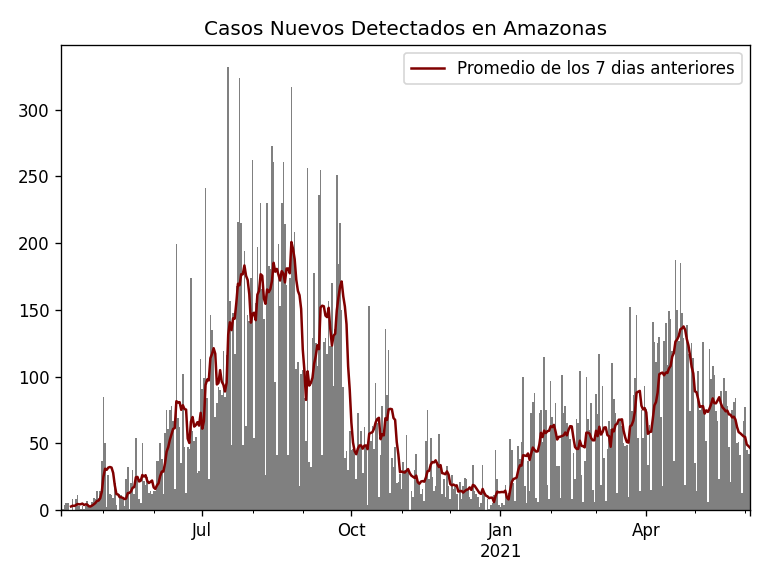 Casos Nuevos Detectados en Amazonas
Promedio de los 7 dias anteriores
300
250
200
150
100
50
0
Jul
Oct
Jan
2021
Apr